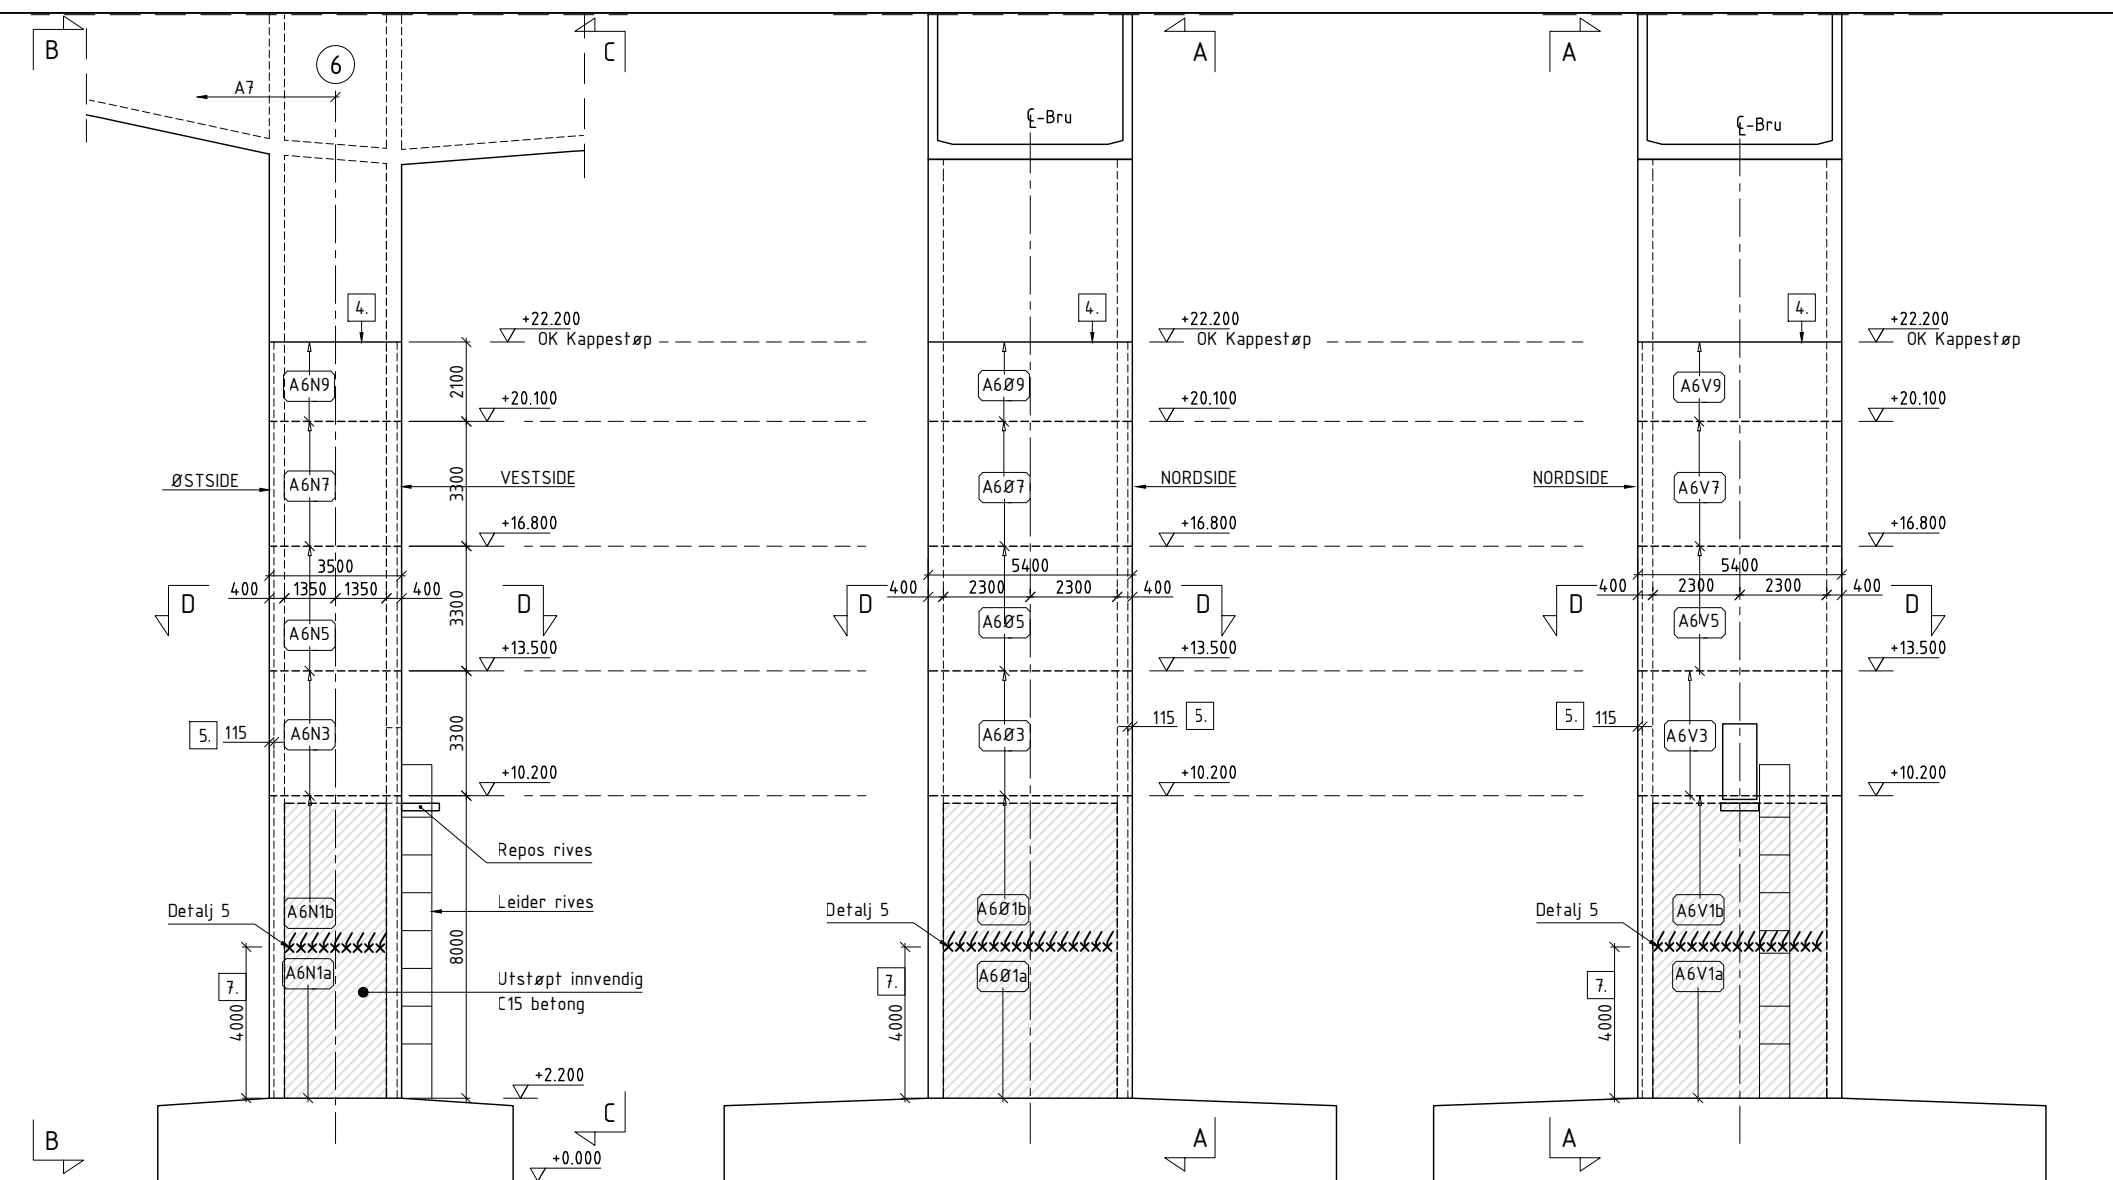 B
C
A
A
6
A7
℄-Bru
℄-Bru
4.
+22.200
OK Kappestøp
4.
+22.200
OK Kappestøp
4.
+22.200
OK Kappestøp
A6N9
2100
+20.100
A6Ø9
+20.100
A6V9
+20.100
ØSTSIDE
A6N7
VESTSIDE
3300
A6Ø7
NORDSIDE
NORDSIDE
A6V7
+16.800
+16.800
+16.800
3500
5400
5400
400
1350
1350
400
400
2300
2300
400
400
2300
2300
400
D
D
D
D
D
D
A6N5
3300
A6Ø5
A6V5
+13.500
+13.500
+13.500
5.
115
A6N3
3300
A6Ø3
115
5.
5.
115
A6V3
+10.200
+10.200
+10.200
Repos rives
Detalj 5
A6N1b
Leider rives
Detalj 5
A6Ø1b
Detalj 5
A6V1b
8000
7.
4000
A6N1a
Utstøpt innvendig
C15 betong
7.
4000
A6Ø1a
7.
4000
A6V1a
+2.200
B
C
A
A
+0.000